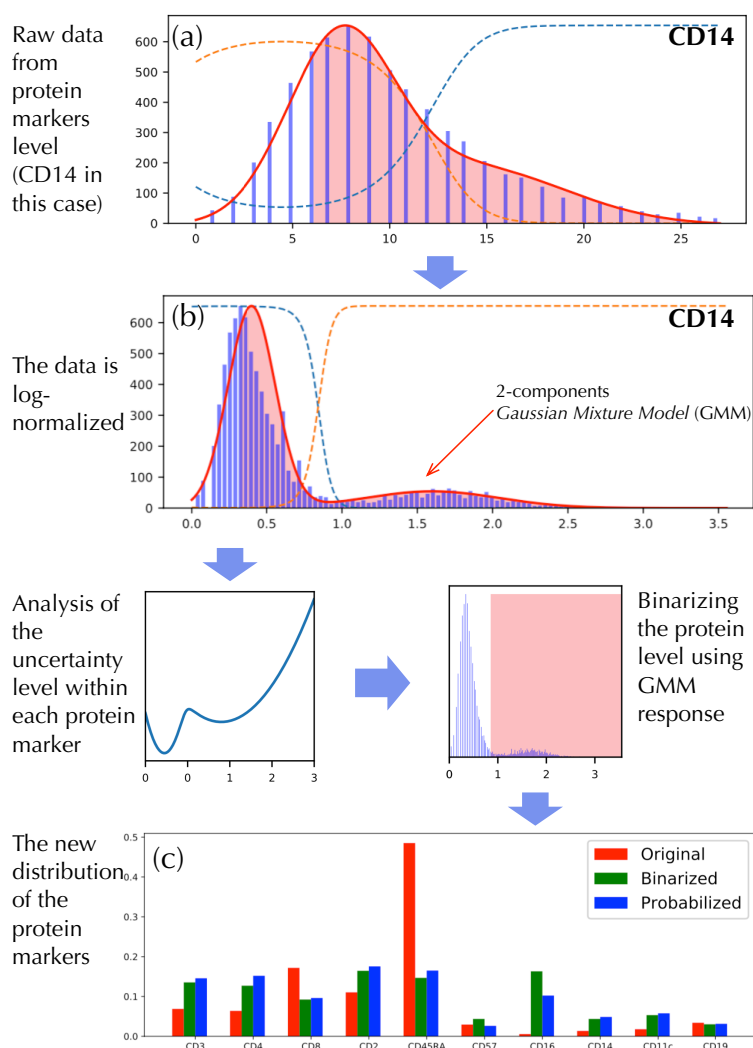 Raw data
from
protein
markers
level
(CD14 in
this case)
(a)
CD14
600
500
400
300
200
100
0
0 5 10 15 20 25
The data is
log-
normalized
(b)
CD14
2-components
Gaussian Mixture Model (GMM)
600
500
400
300
200
100
0
0.0 0.5 1.0 1.5 2.0 2.5 3.0 3.5
Analysis of
the
uncertainty
level within
each protein
marker
0 0 1 2 3
0 1 2 3
Binarizing
the protein
level using
GMM
response
The new
distribution
of the
protein
markers
(c)
Original
Binarized
Probabilized
0.5
0.4
0.3
0.2
0.1
0.0
CD3 CD4 CD8 CD2 CD45RA CD57 CD16 CD14 CD11c CD19